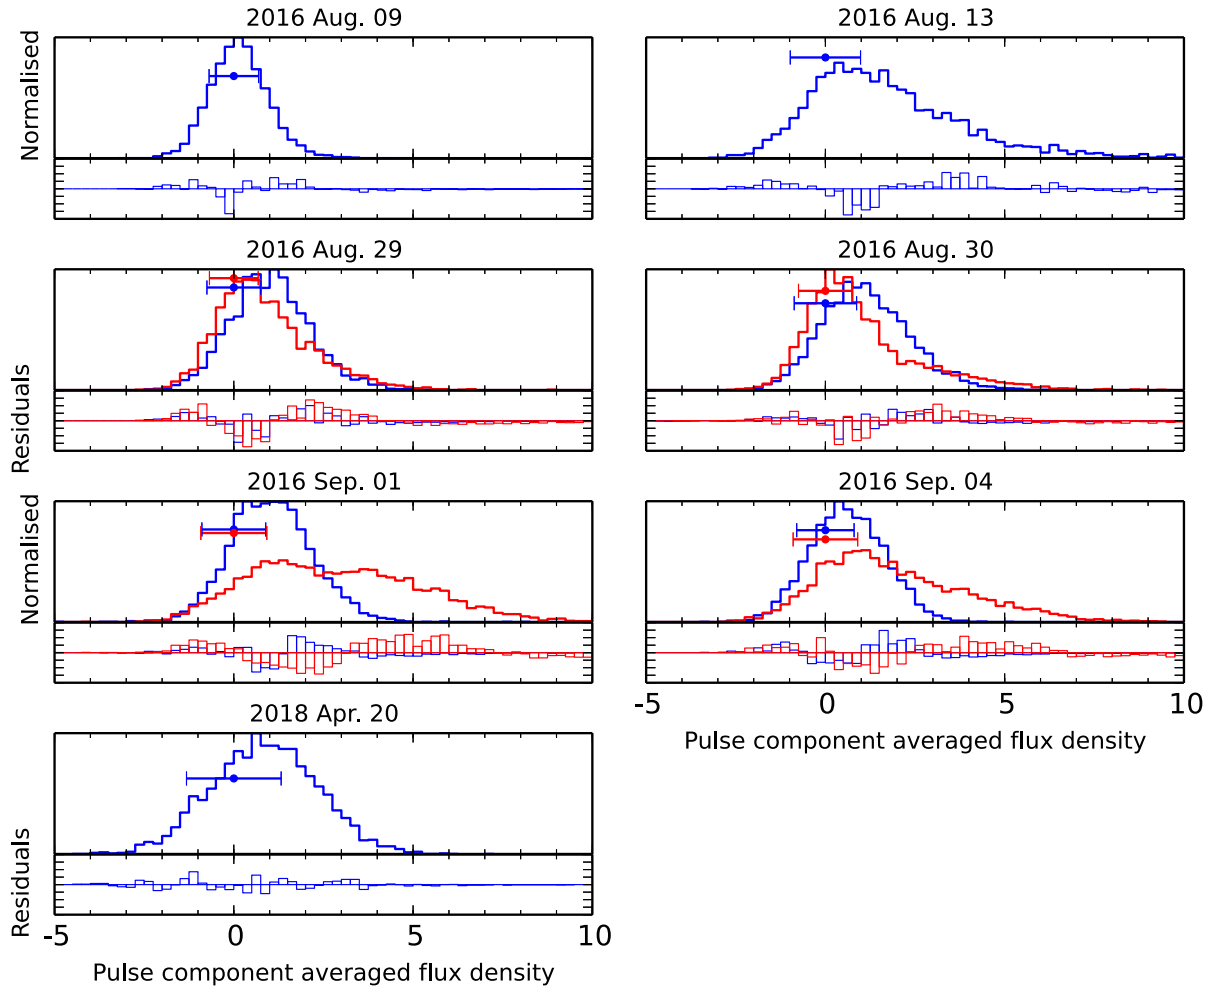 2016 Aug. 09
2016 Aug. 13
Normalised
2016 Aug. 29
2016 Aug. 30
Residuals
2016 Sep. 01
2016 Sep. 04
Normalised
-5 0 5 10
Pulse component averaged flux density
2018 Apr. 20
Residuals
-5 0 5 10
Pulse component averaged flux density